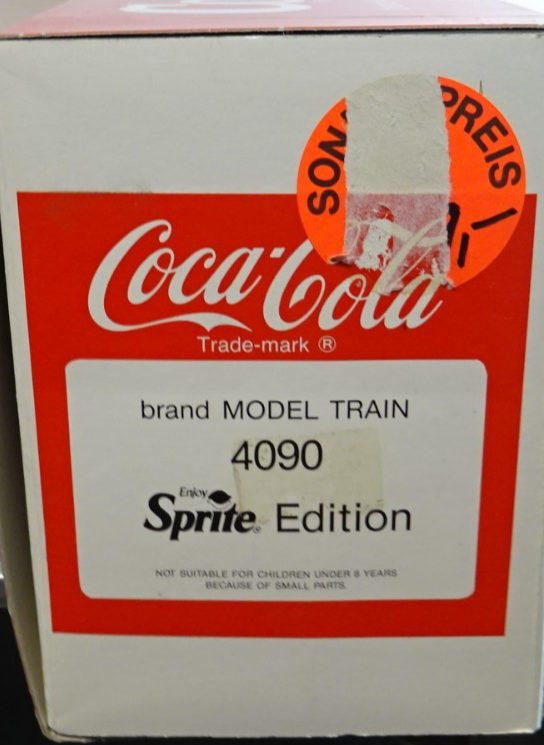 PREIS
Coca-Cola
Trade-mark ®
brand MODEL TRAIN
4090
Enjoy
Sprite® Edition
NOT SUITABLE FOR CHILDREN UNDER 8 YEARS
BECAUSE OF SMALL PARTS.